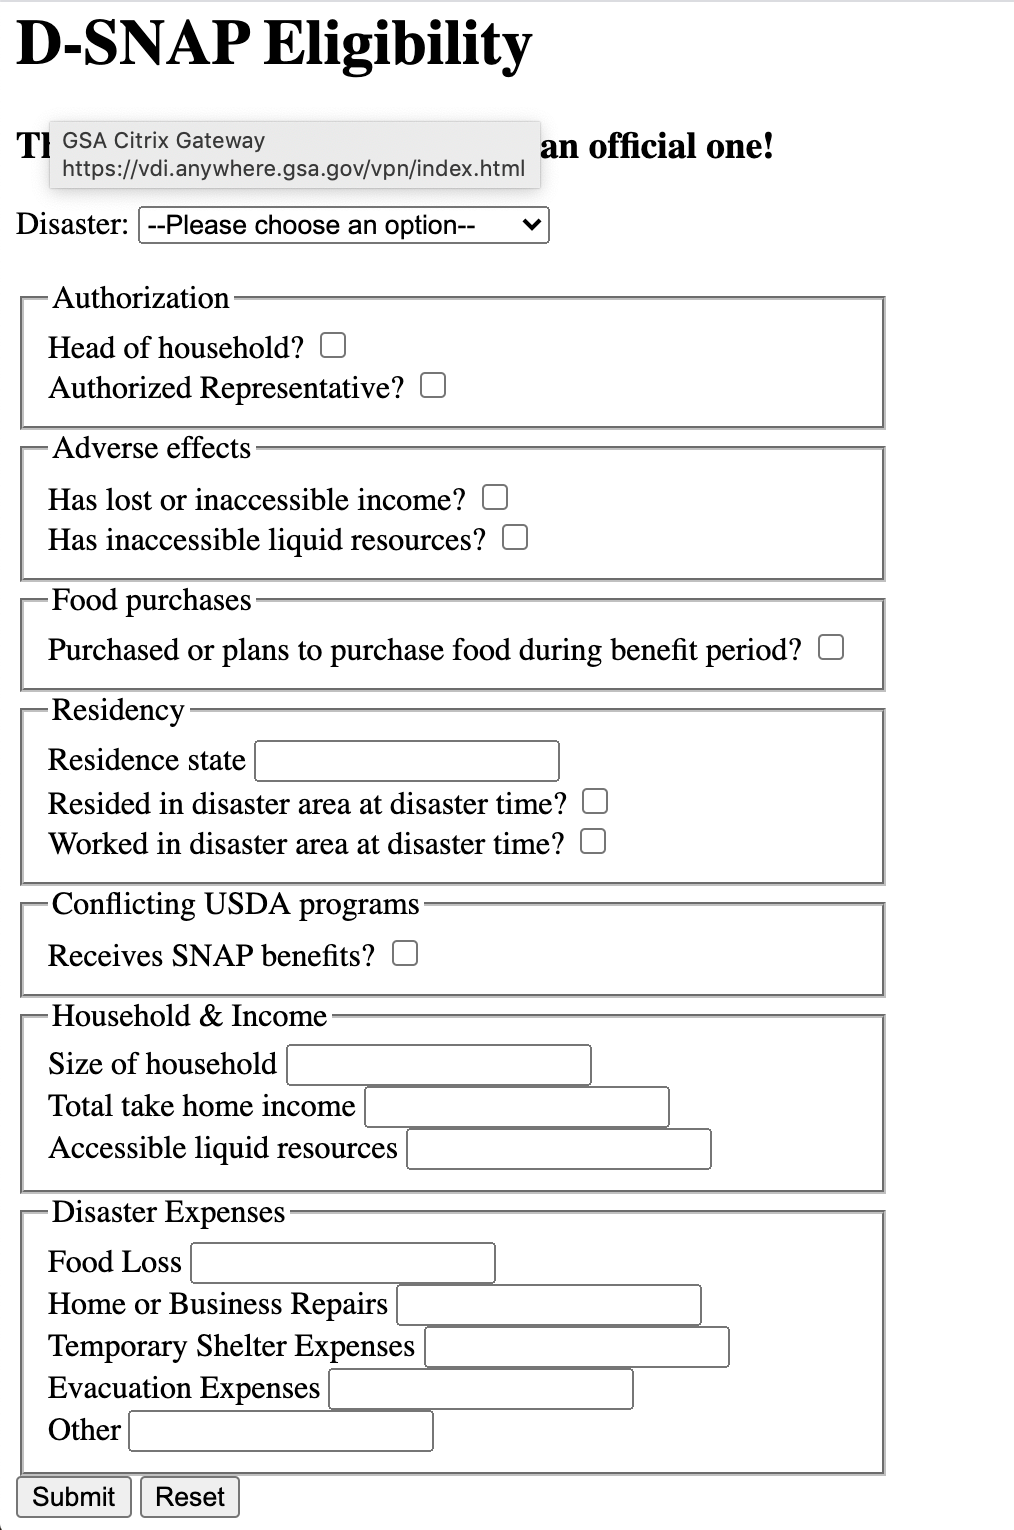 D-SNAP Eligibility
GSA Citrix Gateway
https://vdi.anywhere.gsa.gov/vpn/index.html
an official one!
Disaster: --Please choose an option--
Authorization
Head of household?
Authorized Representative?
Adverse effects
Has lost or inaccessible income?
Has inaccessible liquid resources?
Food purchases
Purchased or plans to purchase food during benefit period?
Residency
Residence state
Resided in disaster area at disaster time?
Worked in disaster area at disaster time?
Conflicting USDA programs
Receives SNAP benefits?
Household & Income
Size of household
Total take home income
Accessible liquid resources
Disaster Expenses
Food Loss
Home or Business Repairs
Temporary Shelter Expenses
Evacuation Expenses
Other
Submit Reset